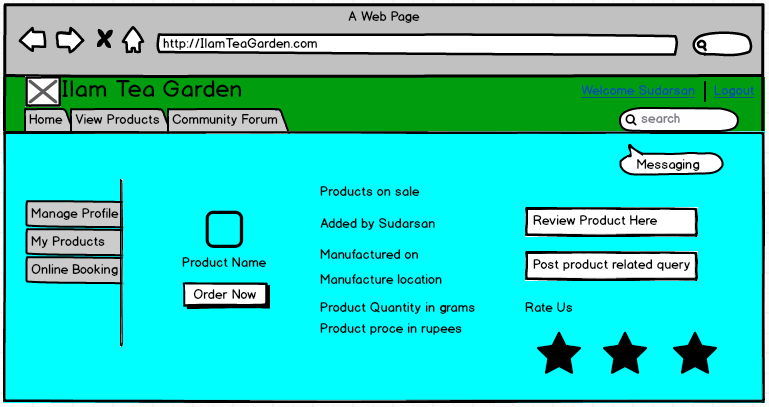 A Web Page
http://IlamTeaGarden.com
Ilam Tea Garden
Welcome Sudarsan
Logout
Home
View Products
Community Forum
search
Messaging
Manage Profile
My Products
Online Booking
Product Name
Order Now
Products on sale
Added by Sudarsan
Manufactured on
Manufacture location
Product Quantity in grams
Product proce in rupees
Review Product Here
Post product related query
Rate Us